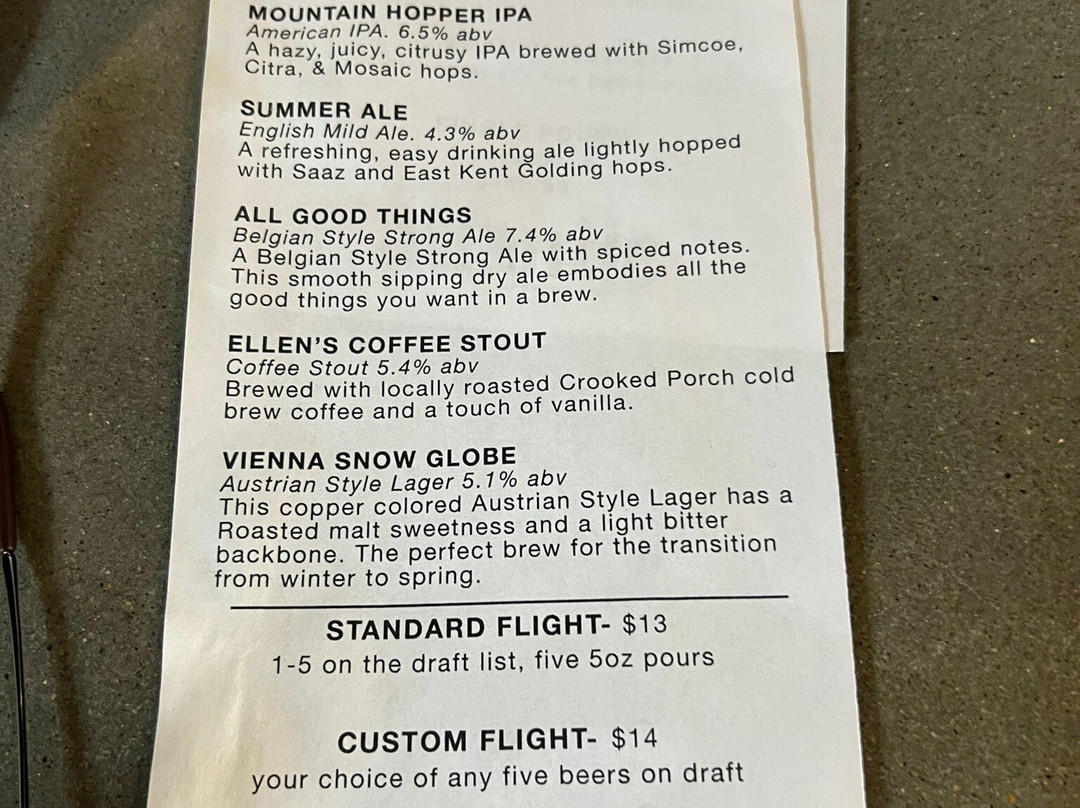 MOUNTAIN HOPPER IPA
American IPA. 6.5% abv
A hazy, juicy, citrusy IPA brewed with Simcoe,
Citra, & Mosaic hops.
SUMMER ALE
English Mild Ale. 4.3% abv
A refreshing, easy drinking ale lightly hopped
with Saaz and East Kent Golding hops.
ALL GOOD THINGS
Belgian Style Strong Ale 7.4% abv
A Belgian Style Strong Ale with spiced notes.
This smooth sipping dry ale embodies all the
good things you want in a brew.
ELLEN'S COFFEE STOUT
Coffee Stout 5.4% abv
Brewed with locally roasted Crooked Porch cold
brew coffee and a touch of vanilla.
VIENNA SNOW GLOBE
Austrian Style Lager 5.1% abv
This copper colored Austrian Style Lager has a
Roasted malt sweetness and a light bitter
backbone. The perfect brew for the transition
from winter to spring.
STANDARD FLIGHT- $13
1-5 on the draft list, five 5oz pours
CUSTOM FLIGHT- $14
your choice of any five beers on draft